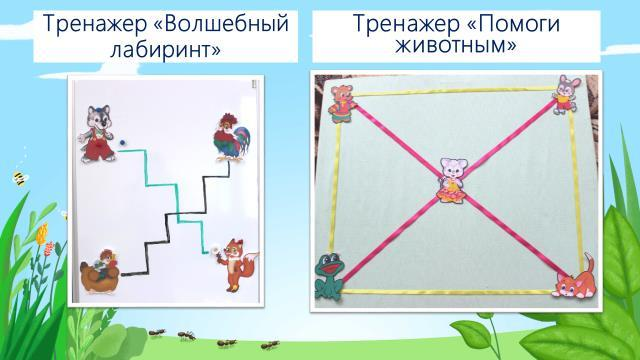 Тренажер «Волшебный
лабиринт»
Тренажер «Помоги
животным»